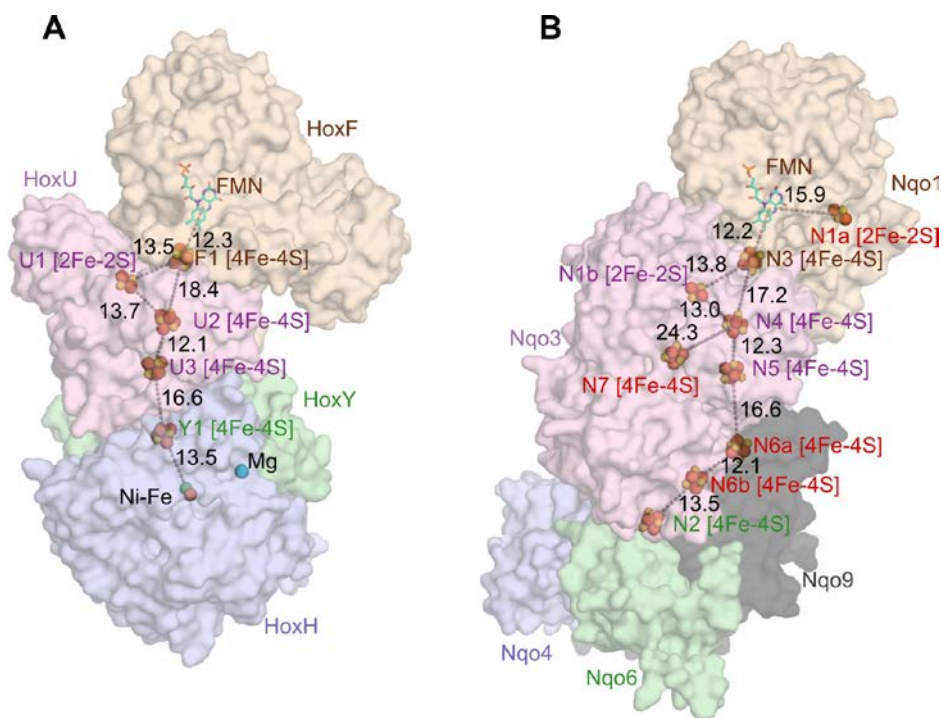 A
HoxF
HoxU
FMN
13.5
12.3
U1 [2Fe-2S]
F1 [4Fe-4S]
18.4
13.7
U2 [4Fe-4S]
12.1
U3 [4Fe-4S]
16.6
HoxY
Y1 [4Fe-4S]
Mg
13.5
Ni-Fe
HoxH
B
FMN
15.9
Nqo1
12.2
N1a [2Fe-2S]
N3 [4Fe-4S]
13.8
N1b [2Fe-2S]
17.2
13.0
N4 [4Fe-4S]
Nqo3
24.3
12.3
N7 [4Fe-4S]
N5 [4Fe-4S]
16.6
N6a [4Fe-4S]
12.1
N6b [4Fe-4S]
13.5
N2 [4Fe-4S]
Nqo9
Nqo4
Nqo6